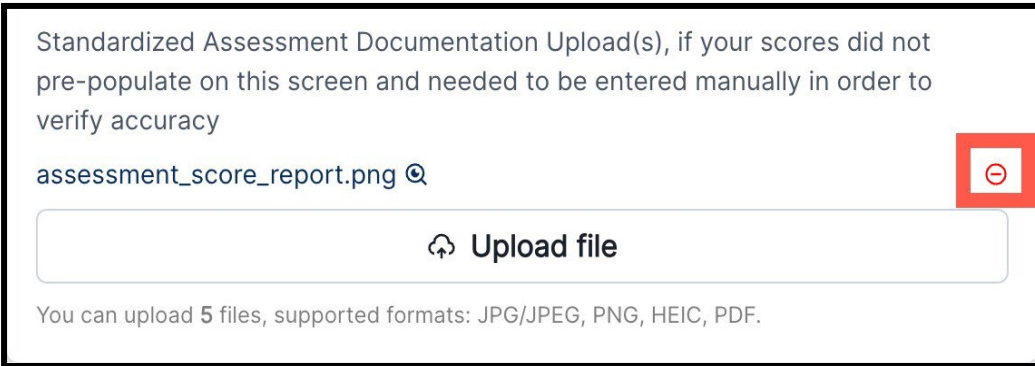 Standardized Assessment Documentation Upload(s), if your scores did not
pre-populate on this screen and needed to be entered manually in order to
verify accuracy
assessment_score_report.png
Upload file
You can upload 5 files, supported formats: JPG/JPEG, PNG, HEIC, PDF.